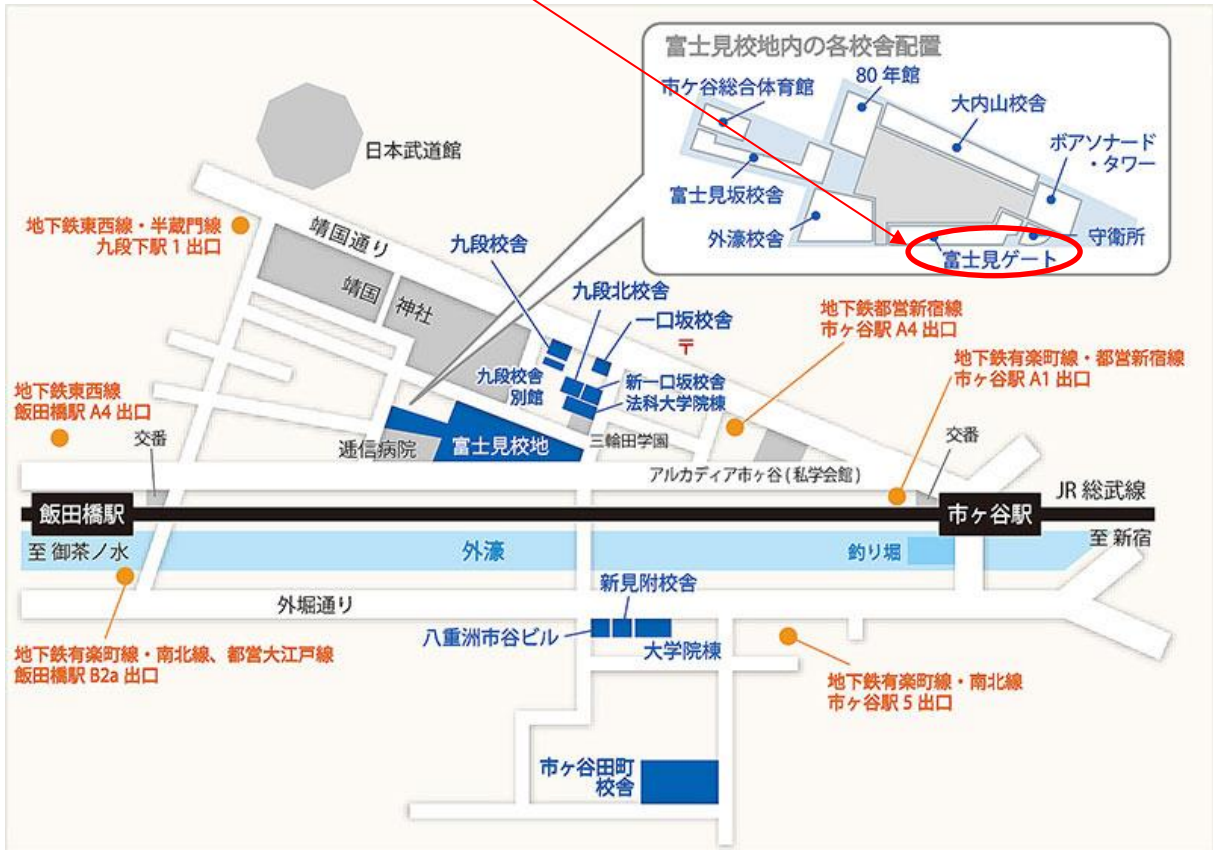 富士見校地内の各校舎配置
市ケ谷総合体育館
80 年館
大内山校舎
ボアソナード
・タワー
富士見坂校舎
外濠校舎
富士見ゲート
守衛所
日本武道館
地下鉄東西線・半蔵門線
九段下駅 1 出口
靖国通り
靖国 神社
九段校舎
九段北校舎
一口坂校舎
〒
九段校舎
別館
新一口坂校舎
法科大学院棟
地下鉄都営新宿線
市ヶ谷駅 A4 出口
地下鉄有楽町線・都営新宿線
市ヶ谷駅 A1 出口
地下鉄東西線
飯田橋駅 A4 出口
交番
逓信病院
富士見校地
三輪田学園
アルカディア市ヶ谷(私学会館)
交番
JR 総武線
飯田橋駅
市ヶ谷駅
至 御茶ノ水
外濠
釣り堀
至 新宿
外堀通り
新見附校舎
八重洲市谷ビル
大学院棟
地下鉄有楽町線・南北線、都営大江戸線
飯田橋駅 B2a 出口
地下鉄有楽町線・南北線
市ヶ谷駅 5 出口
市ヶ谷田町
校舎